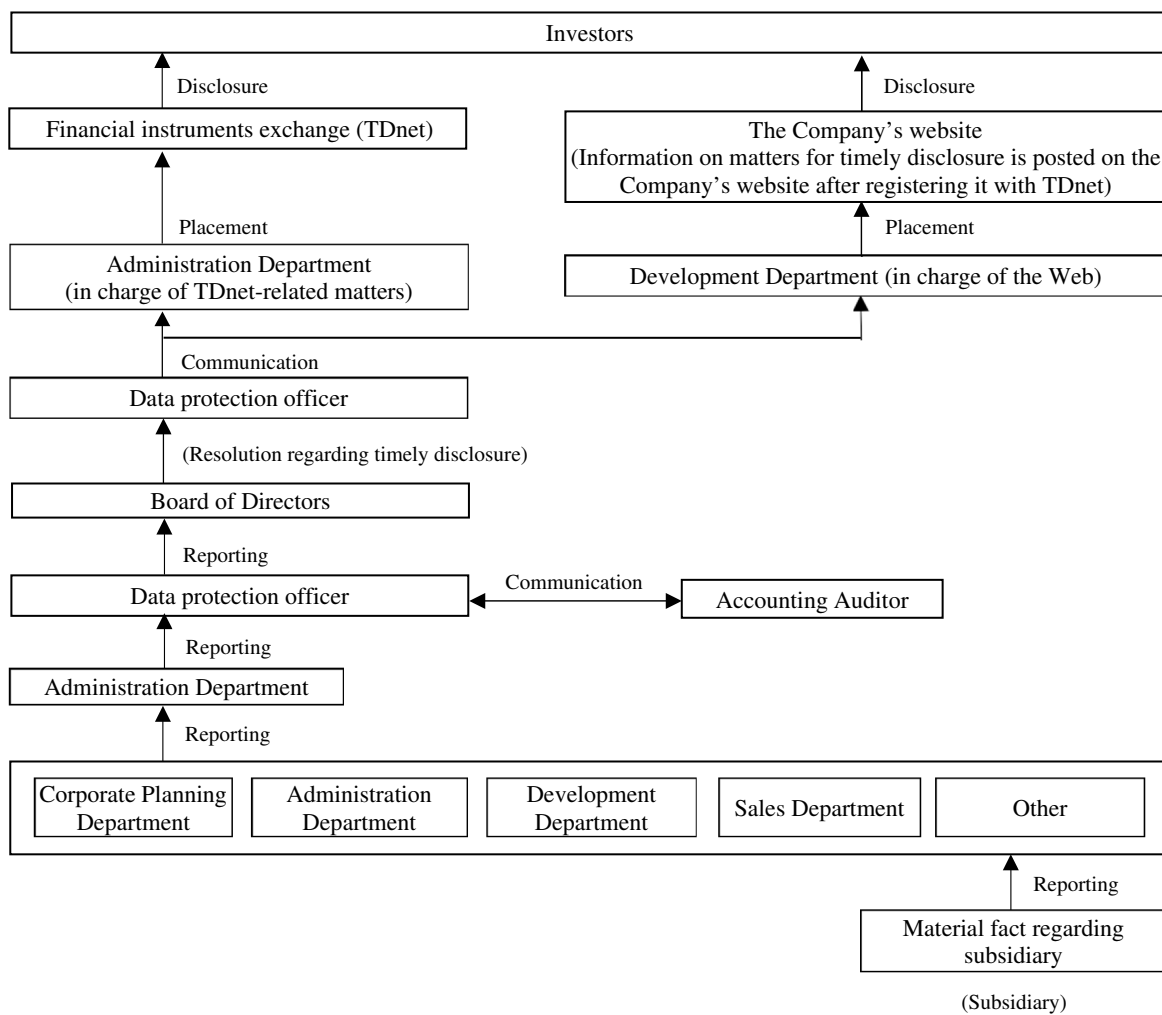 Investors
Disclosure
Disclosure
Financial instruments exchange (TDnet)
The Company’s website
(Information on matters for timely disclosure is posted on the
Company’s website after registering it with TDnet)
Placement
Placement
Administration Department
(in charge of TDnet-related matters)
Development Department (in charge of the Web)
Communication
Data protection officer
(Resolution regarding timely disclosure)
Board of Directors
Reporting
Data protection officer
Communication
Accounting Auditor
Reporting
Administration Department
Reporting
Corporate Planning
Department
Administration
Department
Development
Department
Sales Department
Other
Reporting
Material fact regarding
subsidiary
(Subsidiary)